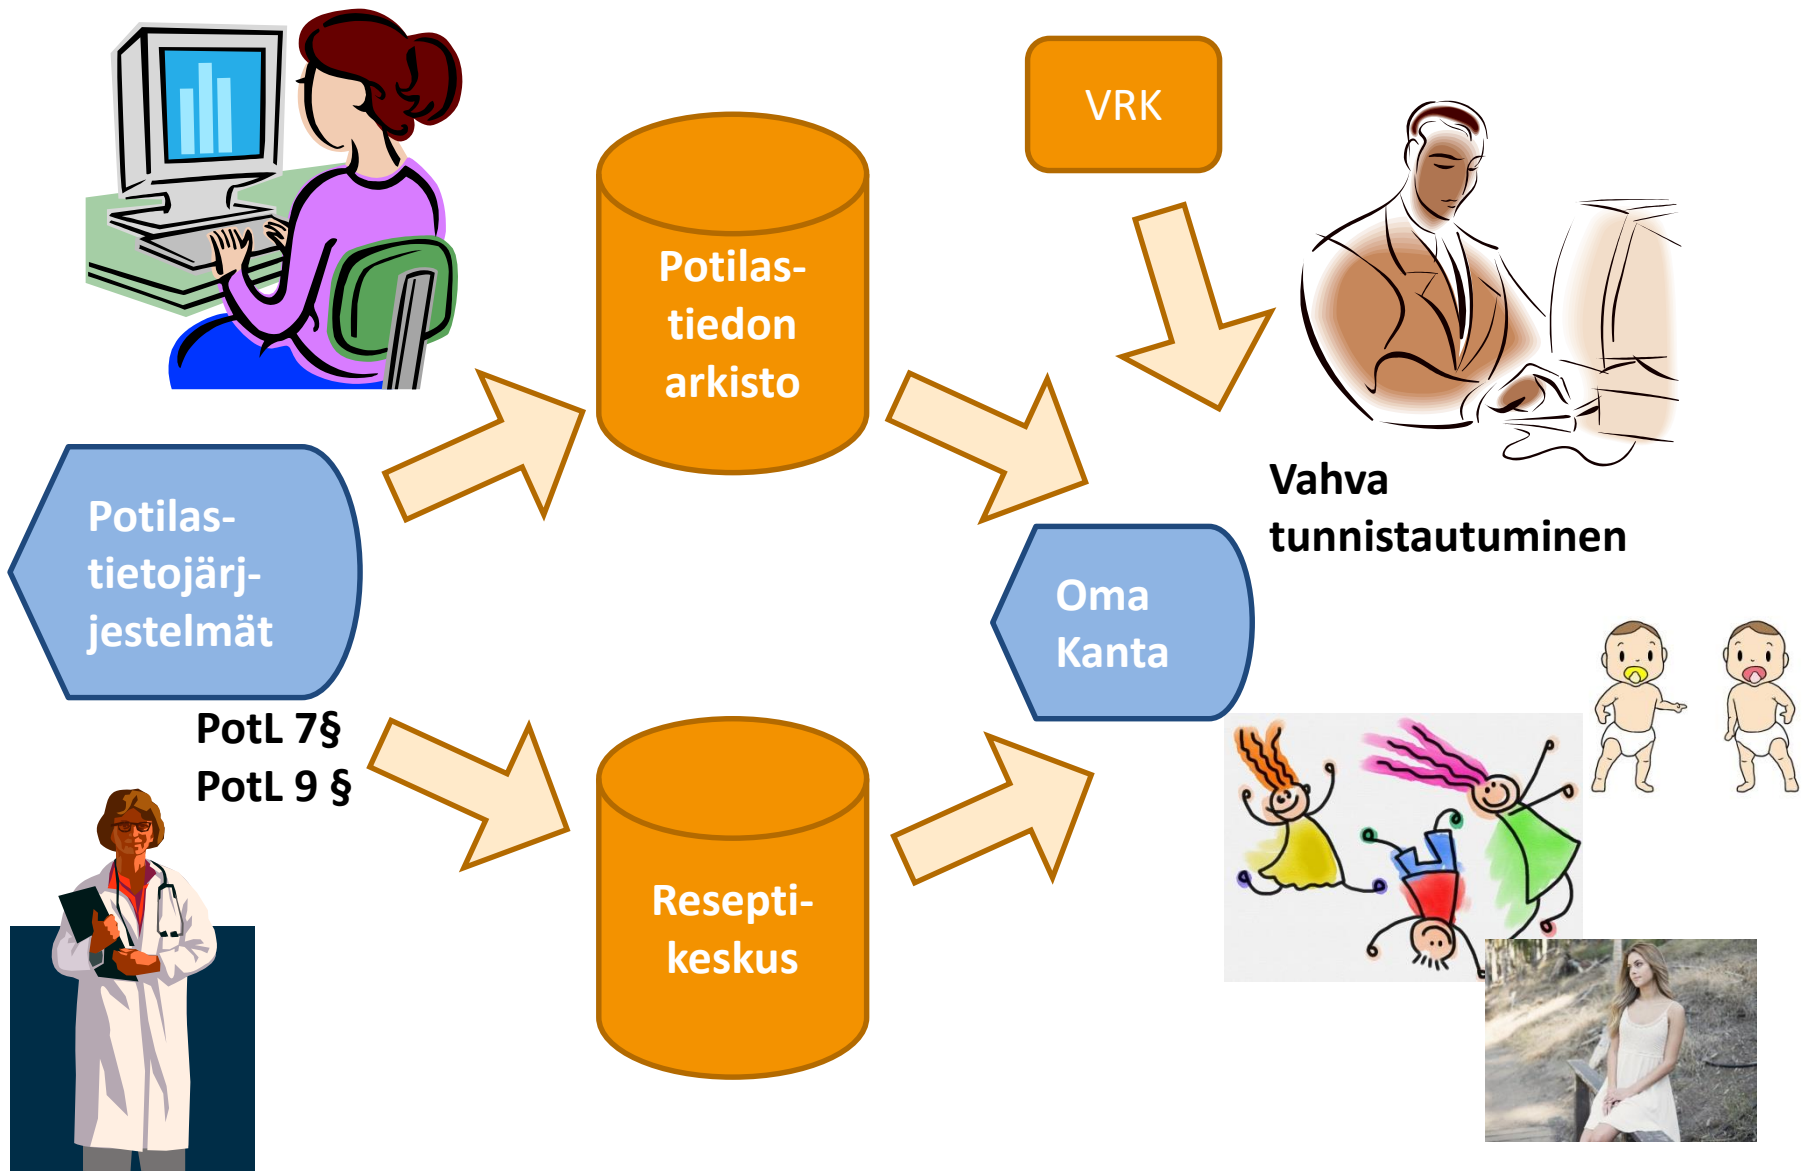 VRK
Potilas-
tiedon
arkisto
Potilas-
tietojärj-
jestelmät
Vahva
tunnistautuminen
Oma
Kanta
PotL 7§
PotL 9 §
Resepti-
keskus